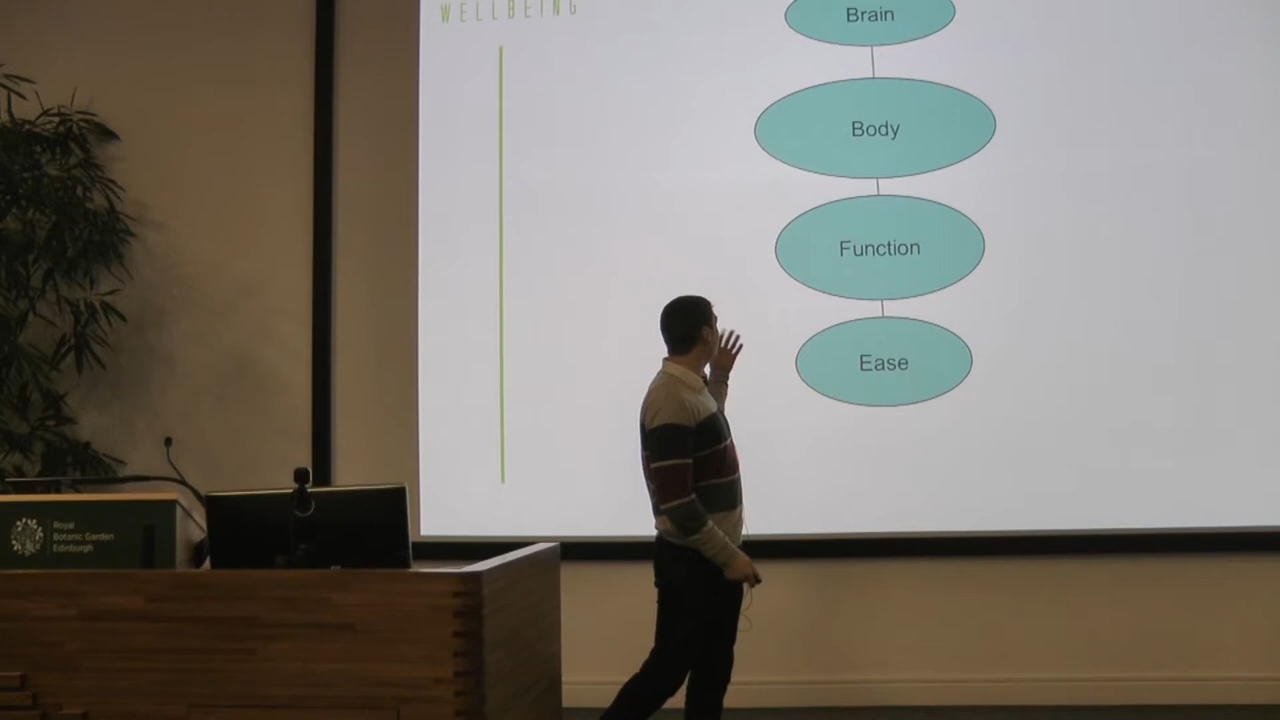 WELLBEING
Brain
Body
Function
Ease
Royal
Botanic Garden
Edinburgh